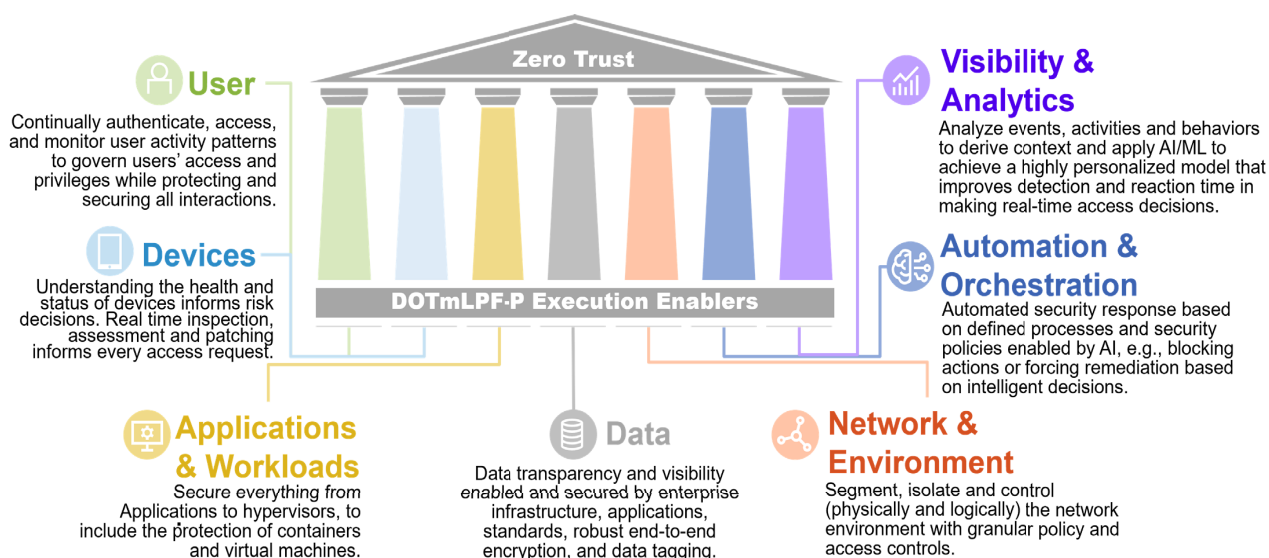 Zero Trust
DOTmLPF-P Execution Enablers
User
Continually authenticate, access,
and monitor user activity patterns
to govern users' access and
privileges while protecting and
securing all interactions.
Devices
Understanding the health and
status of devices informs risk
decisions. Real time inspection,
assessment and patching
informs every access request.
Applications
& Workloads
Secure everything from
Applications to hypervisors, to
include the protection of containers
and virtual machines.
Data
Data transparency and visibility
enabled and secured by enterprise
infrastructure, applications,
standards, robust end-to-end
encryption, and data tagging.
Network &
Environment
Segment, isolate and control
(physically and logically) the network
environment with granular policy and
access controls.
Automation &
Orchestration
Automated security response based
on defined processes and security
policies enabled by AI, e.g., blocking
actions or forcing remediation based
on intelligent decisions.
Visibility &
Analytics
Analyze events, activities and behaviors
to derive context and apply AI/ML to
achieve a highly personalized model that
improves detection and reaction time in
making real-time access decisions.